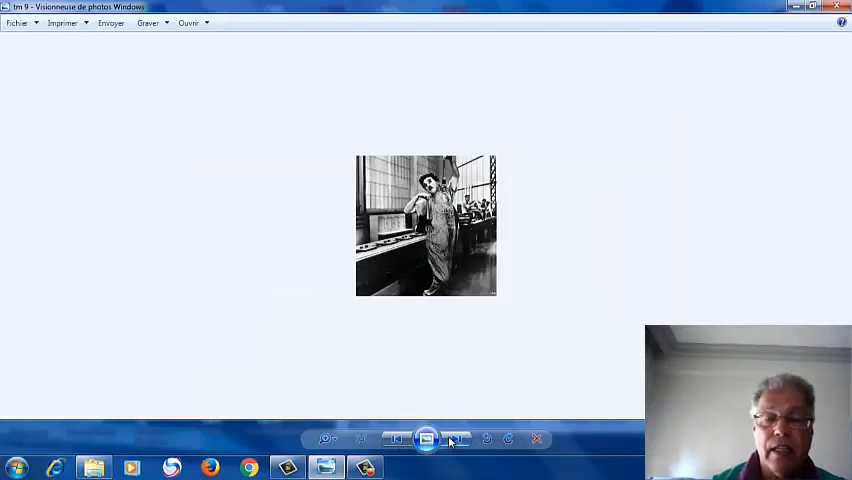 tm 9 - Visionneuse de photos Windows
Fichier Imprimer Envoyer Graver Ouvrir